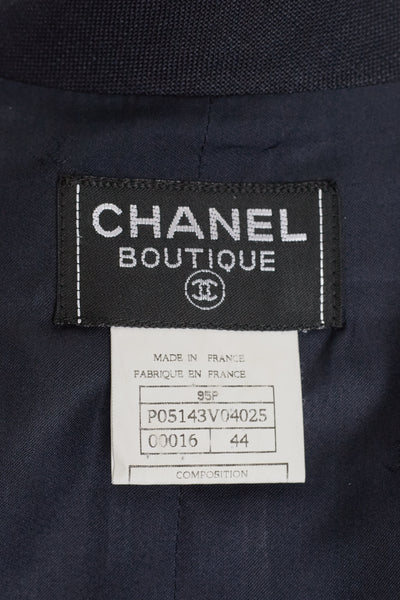 CHANEL
BOUTIQUE
MADE IN FRANCE
FABRIQUE EN FRANCE
95P
P05143V04025
00016 44
COMPOSITION